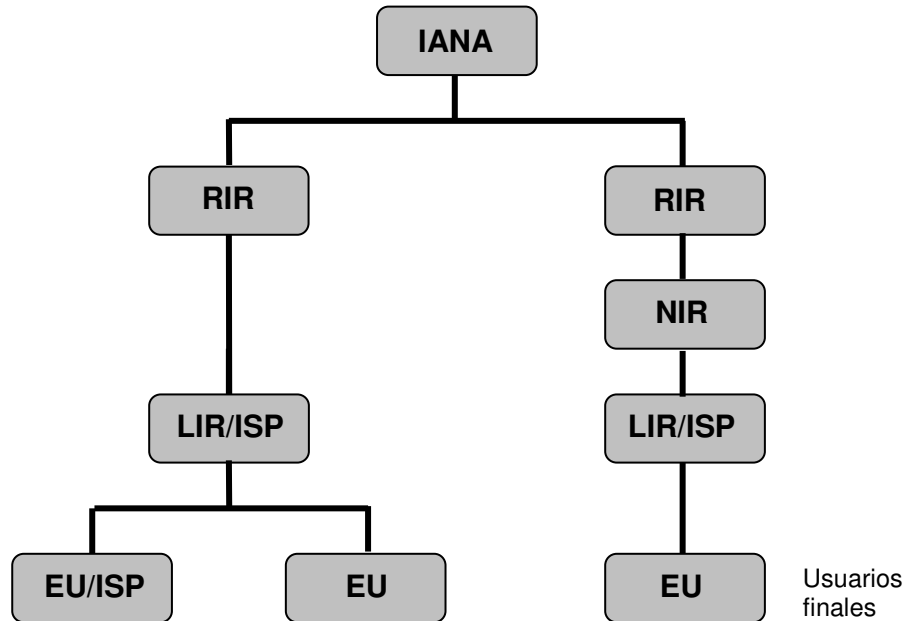 IANA
RIR
RIR
NIR
LIR/ISP
LIR/ISP
EU/ISP
EU
EU
Usuarios
finales